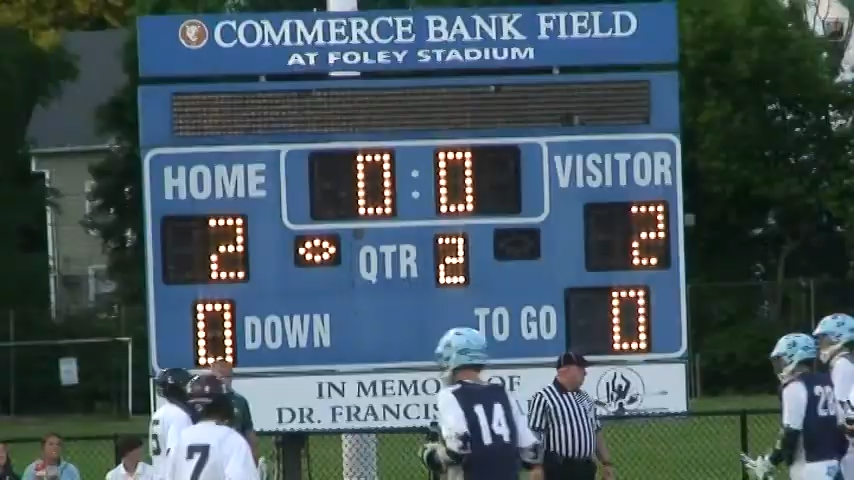 COMMERCE BANK FIELD
AT FOLEY STADIUM
HOME 0:0 VISITOR
2 QTR 2 2
0 DOWN TO GO 0
IN MEMO OF
DR. FRANCIS
14
7
5